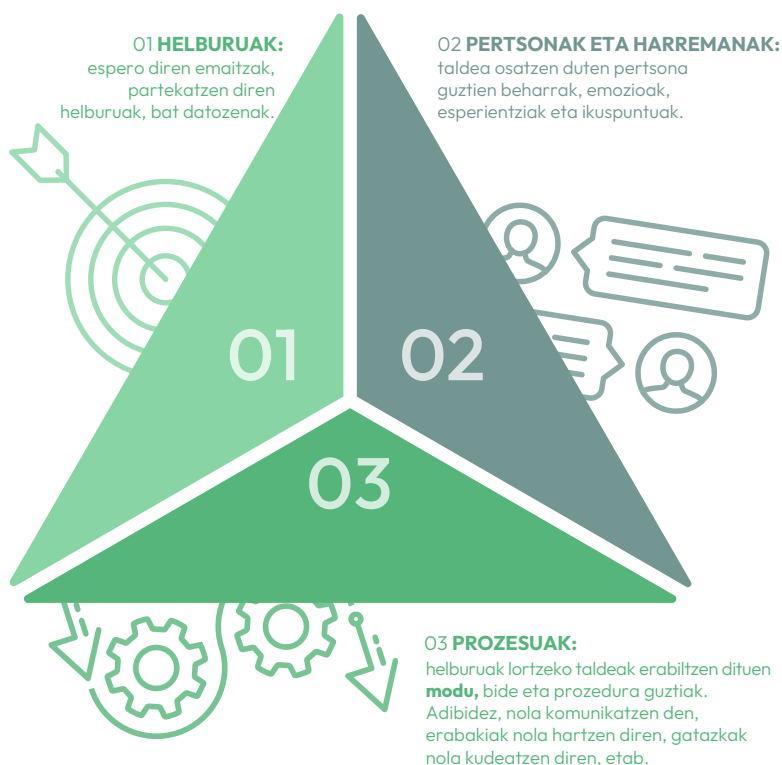 01 HELBURUAK:
espero diren emaitzak,
partekatzen diren
helburuak, bat datozenak.
02 PERTSONAK ETA HARREMANAK:
taldea osatzen duten pertsona
guztien beharrak, emozioak,
esperientziak eta ikuspuntuak.
01
02
03
03 PROZESUAK:
helburuak lortzeko taldeak erabiltzen dituen
modu, bide eta prozedura guztiak.
Adibidez, nola komunikatzen den,
erabakiak nola hartzen diren, gatazkak
nola kudeatzen diren, etab.